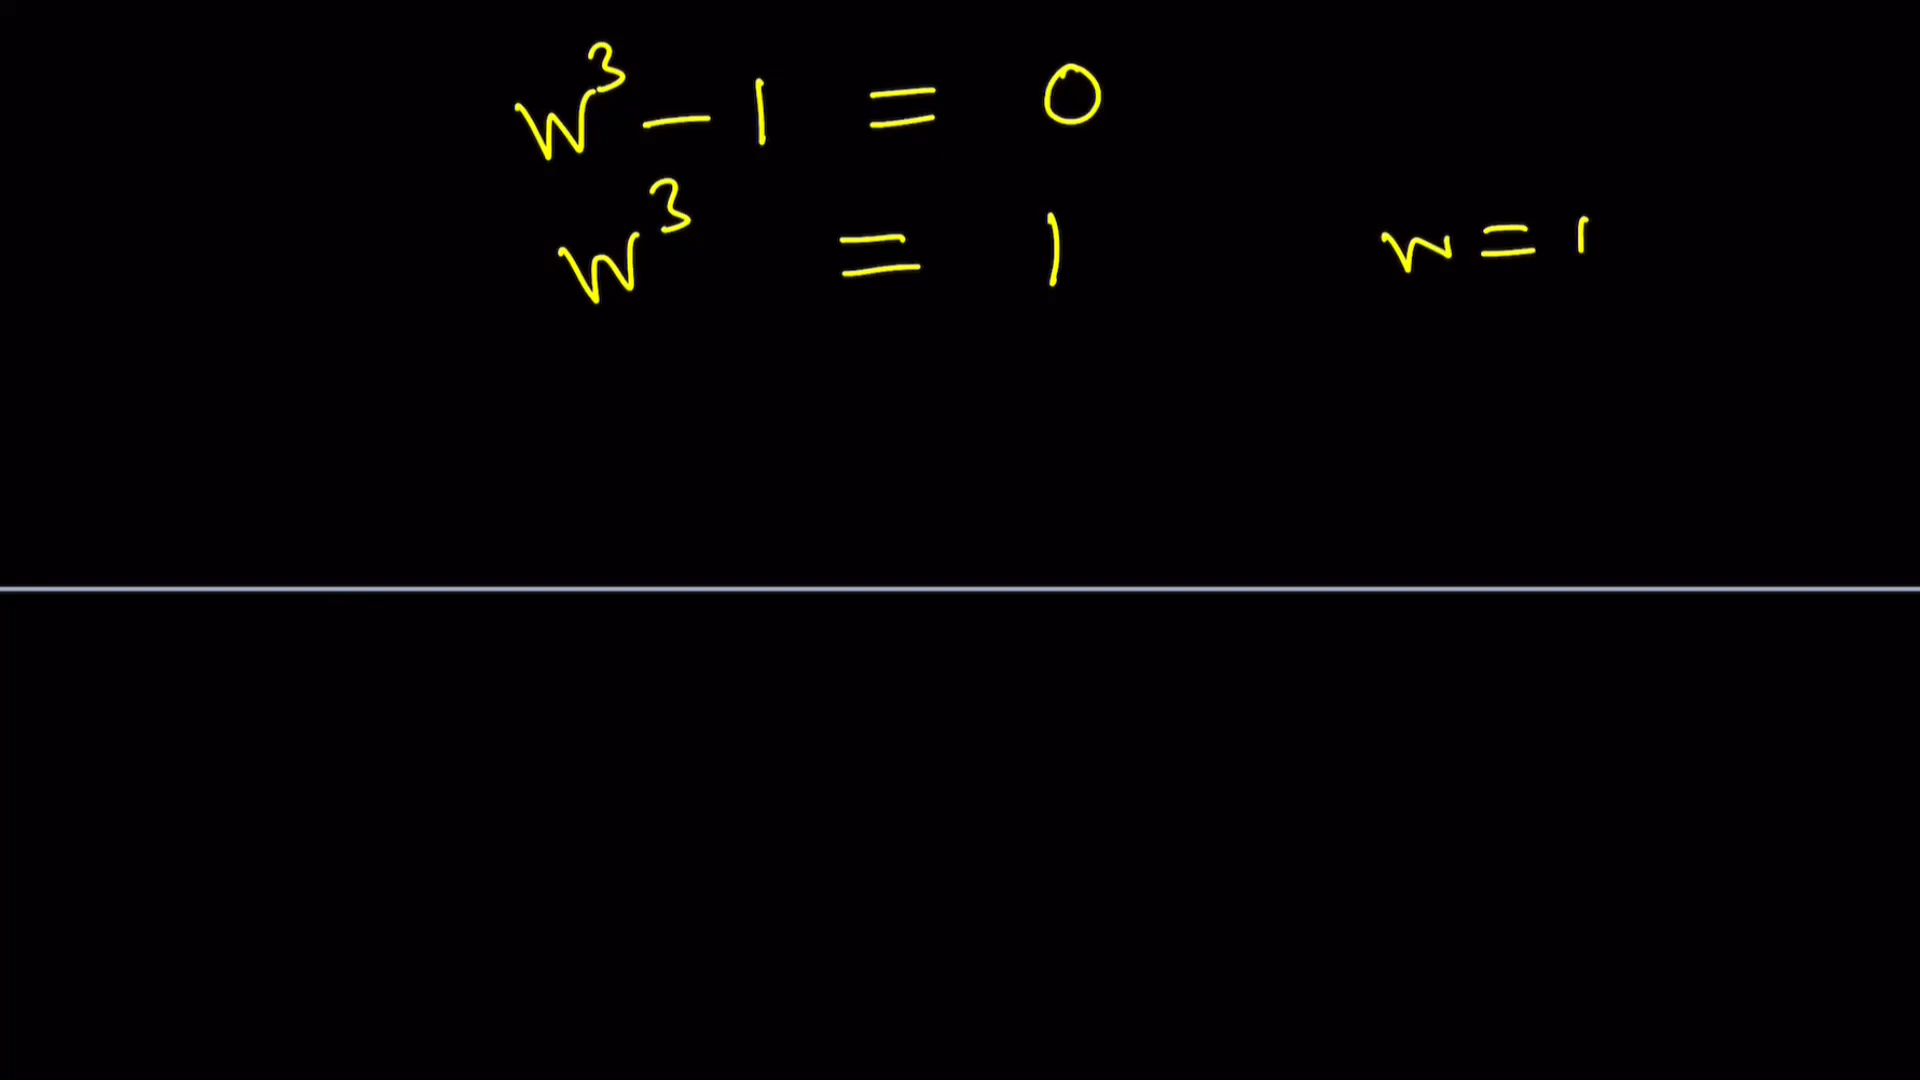 w³ - 1 = 0
w³ = 1 w = 1